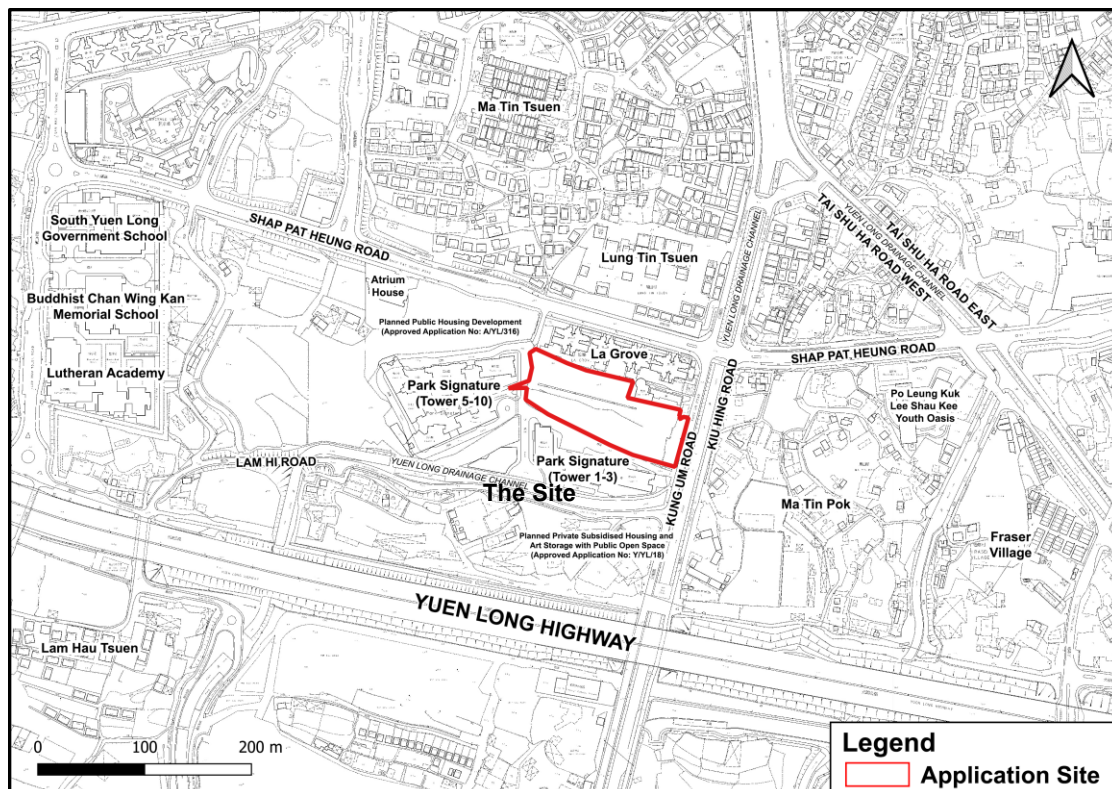 Ma Tin Tsuen
South Yuen Long
Government School
SHAP PAT HEUNG ROAD
Lung Tin Tsuen
YUEN LONG DRAINAGE CHANNEL
TAI SHU HA ROAD EAST
YUEN LONG DRAINAGE CHANNEL
TAI SHU HA ROAD WEST
Atrium
House
Buddhist Chan Wing Kan
Memorial School
Planned Public Housing Development
(Approved Application No: A/YL/316)
La Grove
SHAP PAT HEUNG ROAD
Lutheran Academy
Park Signature
(Tower 5-10)
KIU HING ROAD
Po Leung Kuk
Lee Shau Kee
Youth Oasis
LAM HI ROAD
YUEN LONG DRAINAGE CHANNEL
Park Signature
(Tower 1-3)
The Site
KUNG UM ROAD
Ma Tin Pok
Planned Private Subsidised Housing and
Art Storage with Public Open Space
(Approved Application No: Y/YL/18)
Fraser
Village
YUEN LONG HIGHWAY
Lam Hau Tsuen
0 100 200 m
Legend
Application Site